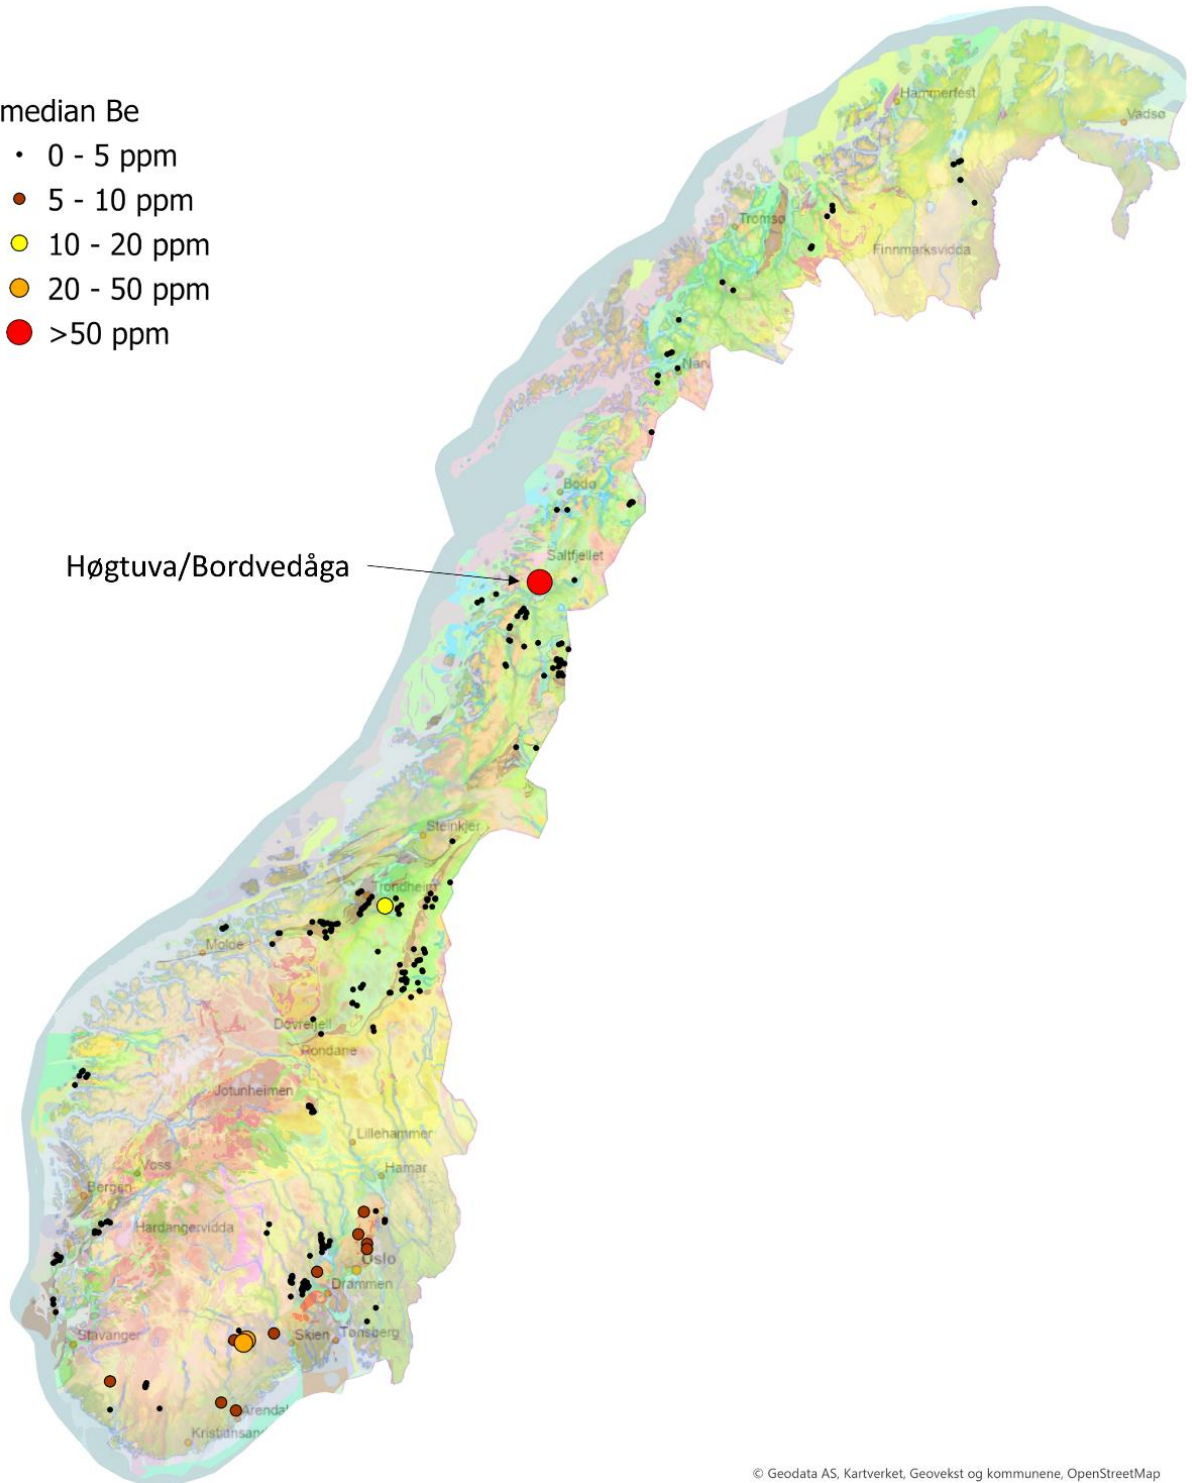 median Be
0 - 5 ppm
5 - 10 ppm
10 - 20 ppm
20 - 50 ppm
>50 ppm
Hammerfest
Vadsø
Tromsø
Finnmarksvidda
Narv
Bodø
Saltfjellet
Høgtuva/Bordvedåga
Steinkjer
Trondheim
Molde
Dovrefjell
Rondane
Jotunheimen
Lillehammer
Voss
Hamar
Bergen
Hardangervidda
Oslo
Drammen
Stavanger
Skien
Tønsberg
Arendal
Kristiansan
© Geodata AS, Kartverket, Geovekst og kommunene, OpenStreetMap